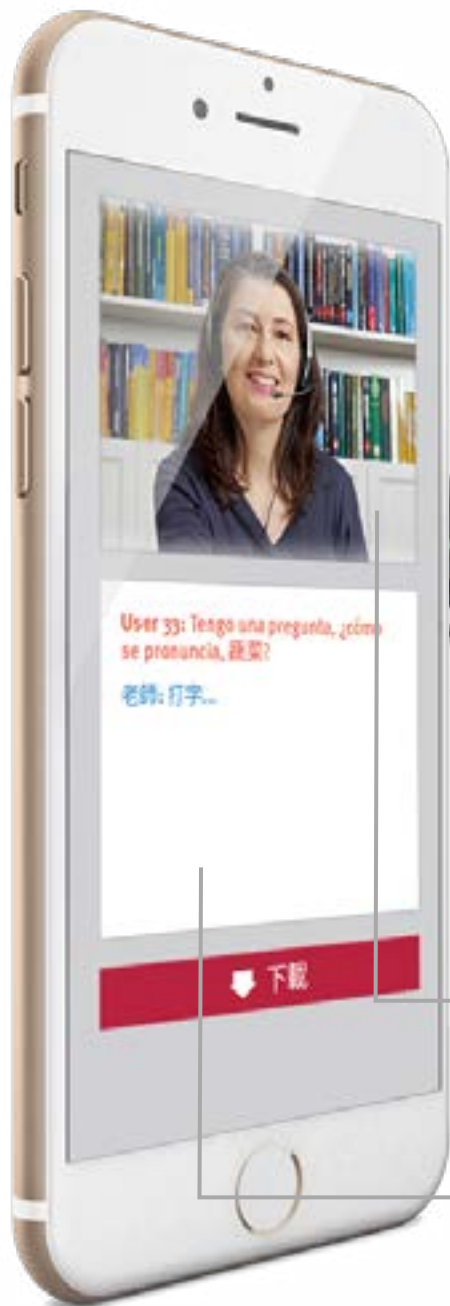 User 33: Tengo una pregunta, ¿cómo
se pronuncia, 蔬菜?
老師: 打字...
下載